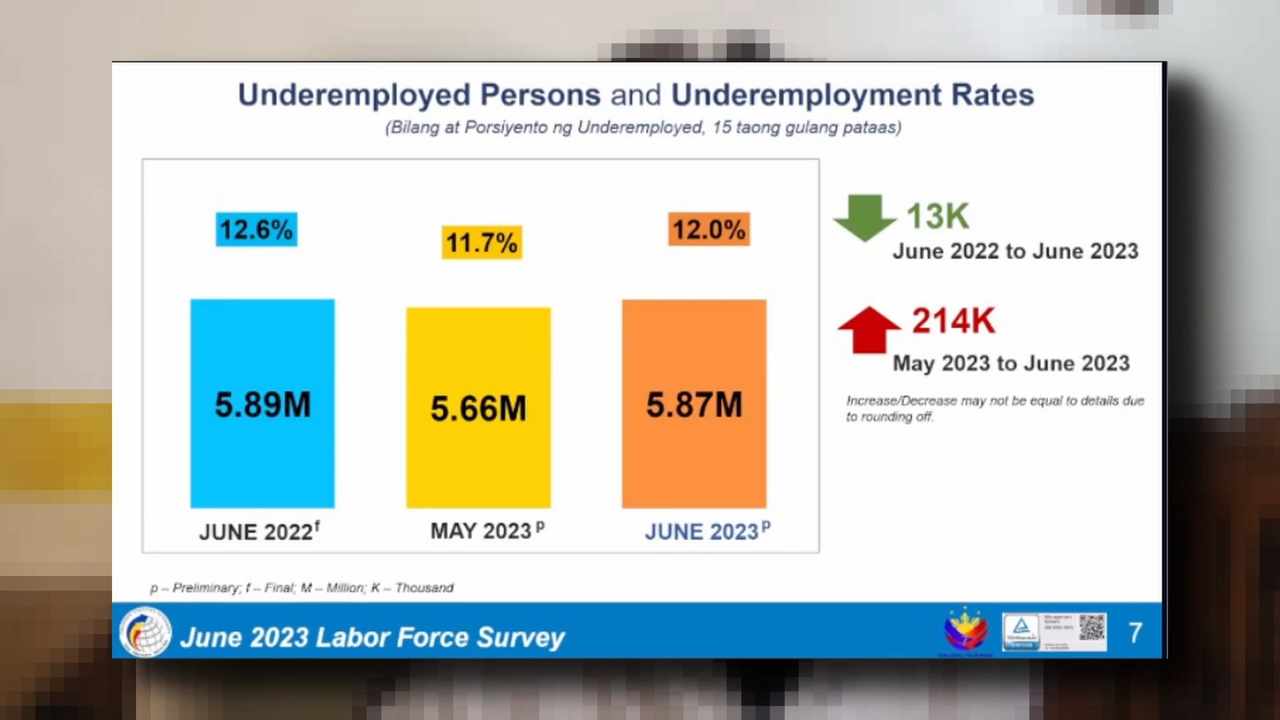 Underemployed Persons and Underemployment Rates
(Bilang at Porsiyento ng Underemployed, 15 taong gulang pataas)
12.6%
11.7%
12.0%
5.89M
5.66M
5.87M
JUNE 2022f
MAY 2023p
JUNE 2023p
13K
June 2022 to June 2023
214K
May 2023 to June 2023
Increase/Decrease may not be equal to details due
to rounding off.
p – Preliminary; f – Final; M – Million; K – Thousand
June 2023 Labor Force Survey
7